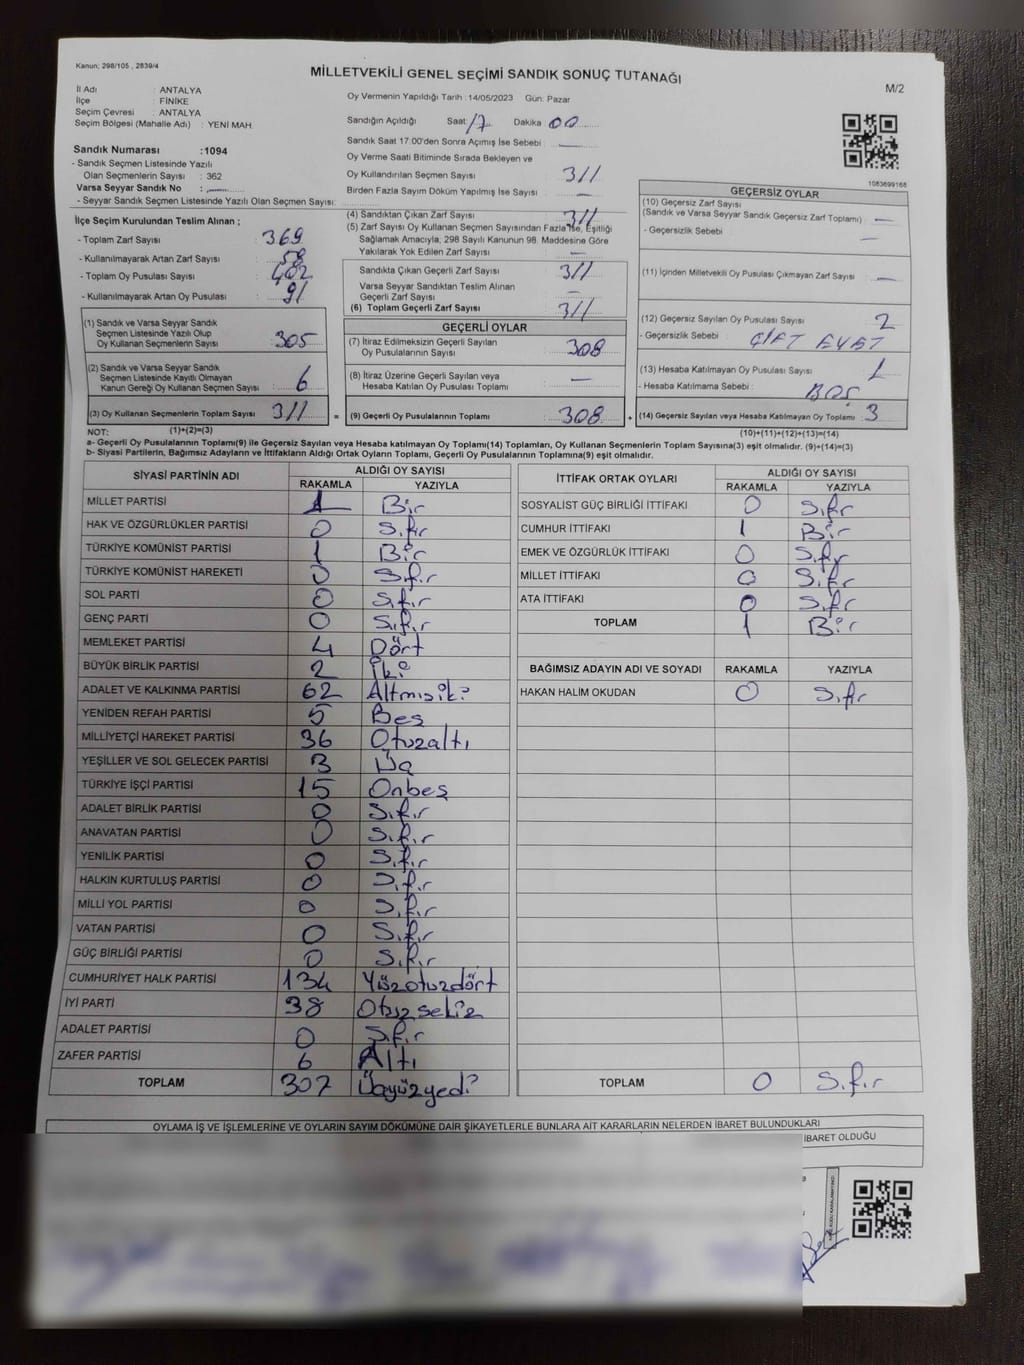 Kanun; 298/105 , 2839/4
MİLLETVEKİLİ GENEL SEÇİMİ SANDIK SONUÇ TUTANAĞI
M/2
İl Adı : ANTALYA
İlçe : FİNİKE
Seçim Çevresi : ANTALYA
Seçim Bölgesi (Mahalle Adı) : YENİ MAH.
Sandık Numarası :1094
- Sandık Seçmen Listesinde Yazılı
Olan Seçmenlerin Sayısı : 362
Varsa Seyyar Sandık No :
- Seyyar Sandık Seçmen Listesinde Yazılı Olan Seçmen Sayısı:
Oy Vermenin Yapıldığı Tarih :14/05/2023 Gün: Pazar
Sandığın Açıldığı Saat 17 Dakika 00
Sandık Saat 17:00'den Sonra Açılmış İse Sebebi
Oy Verme Saati Bitiminde Sırada Bekleyen ve
Oy Kullandırılan Seçmen Sayısı 311
Birden Fazla Sayım Döküm Yapılmış İse Sayısı —
1083699168
İlçe Seçim Kurulundan Teslim Alınan ;
- Toplam Zarf Sayısı : 369
- Kullanılmayarak Artan Zarf Sayısı : 58
- Toplam Oy Pusulası Sayısı : 402
- Kullanılmayarak Artan Oy Pusulası : 91
(1) Sandık ve Varsa Seyyar Sandık
Seçmen Listesinde Yazılı Olup
Oy Kullanan Seçmenlerin Sayısı : 305
(2) Sandık ve Varsa Seyyar Sandık
Seçmen Listesinde Kayıtlı Olmayan
Kanun Gereği Oy Kullanan Seçmen Sayısı : 6
(3) Oy Kullanan Seçmenlerin Toplam Sayısı 311 =
(1)+(2)=(3)
(4) Sandıktan Çıkan Zarf Sayısı 311
(5) Zarf Sayısı Oy Kullanan Seçmen Sayısından Fazla İse, Eşitliği
Sağlamak Amacıyla, 298 Sayılı Kanunun 98. Maddesine Göre
Yakılarak Yok Edilen Zarf Sayısı —
Sandıkta Çıkan Geçerli Zarf Sayısı 311
Varsa Seyyar Sandıktan Teslim Alınan
Geçerli Zarf Sayısı —
(6) Toplam Geçerli Zarf Sayısı 311
GEÇERLİ OYLAR
(7) İtiraz Edilmeksizin Geçerli Sayılan
Oy Pusulalarının Sayısı : 308
(8) İtiraz Üzerine Geçerli Sayılan veya
Hesaba Katılan Oy Pusulası Toplamı : —
(9) Geçerli Oy Pusulalarının Toplamı : 308 +
GEÇERSİZ OYLAR
(10) Geçersiz Zarf Sayısı
(Sandık ve Varsa Seyyar Sandık Geçersiz Zarf Toplamı) —
- Geçersizlik Sebebi : —
(11) İçinden Milletvekili Oy Pusulası Çıkmayan Zarf Sayısı —
(12) Geçersiz Sayılan Oy Pusulası Sayısı : 2
- Geçersizlik Sebebi : ÇİFT EVET
(13) Hesaba Katılmayan Oy Pusulası Sayısı : 1
- Hesaba Katılmama Sebebi : BOŞ
(14) Geçersiz Sayılan veya Hesaba Katılmayan Oy Toplamı : 3
(10)+(11)+(12)+(13)=(14)
NOT:
a- Geçerli Oy Pusulalarının Toplamı(9) ile Geçersiz Sayılan veya Hesaba katılmayan Oy Toplamı(14) Toplamları, Oy Kullanan Seçmenlerin Toplam Sayısına(3) eşit olmalıdır. (9)+(14)=(3)
b- Siyasi Partilerin, Bağımsız Adayların ve İttifakların Aldığı Ortak Oyların Toplamı, Geçerli Oy Pusulalarının Toplamına(9) eşit olmalıdır.
SİYASİ PARTİNİN ADI ALDIĞI OY SAYISI
RAKAMLA YAZIYLA
MİLLET PARTİSİ 1 Bir
HAK VE ÖZGÜRLÜKLER PARTİSİ 0 Sıfır
TÜRKİYE KOMÜNİST PARTİSİ 1 Bir
TÜRKİYE KOMÜNİST HAREKETİ 0 Sıfır
SOL PARTİ 0 Sıfır
GENÇ PARTİ 0 Sıfır
MEMLEKET PARTİSİ 4 Dört
BÜYÜK BİRLİK PARTİSİ 2 İki
ADALET VE KALKINMA PARTİSİ 62 Altmışiki
YENİDEN REFAH PARTİSİ 5 Beş
MİLLİYETÇİ HAREKET PARTİSİ 36 Otuzaltı
YEŞİLLER VE SOL GELECEK PARTİSİ 3 Üç
TÜRKİYE İŞÇİ PARTİSİ 15 Onbeş
ADALET BİRLİK PARTİSİ 0 Sıfır
ANAVATAN PARTİSİ 0 Sıfır
YENİLİK PARTİSİ 0 Sıfır
HALKIN KURTULUŞ PARTİSİ 0 Sıfır
MİLLİ YOL PARTİSİ 0 Sıfır
VATAN PARTİSİ 0 Sıfır
GÜÇ BİRLİĞİ PARTİSİ 0 Sıfır
CUMHURİYET HALK PARTİSİ 134 Yüzotuzdört
İYİ PARTİ 38 Otuzsekiz
ADALET PARTİSİ 0 Sıfır
ZAFER PARTİSİ 6 Altı
TOPLAM 307 Üçyüzyedi
İTTİFAK ORTAK OYLARI ALDIĞI OY SAYISI
RAKAMLA YAZIYLA
SOSYALİST GÜÇ BİRLİĞİ İTTİFAKI 0 Sıfır
CUMHUR İTTİFAKI 1 Bir
EMEK VE ÖZGÜRLÜK İTTİFAKI 0 Sıfır
MİLLET İTTİFAKI 0 Sıfır
ATA İTTİFAKI 0 Sıfır
TOPLAM 1 Bir
BAĞIMSIZ ADAYIN ADI VE SOYADI RAKAMLA YAZIYLA
HAKAN HALİM OKUDAN 0 Sıfır
TOPLAM 0 Sıfır
OYLAMA İŞ VE İŞLEMLERİNE VE OYLARIN SAYIM DÖKÜMÜNE DAİR ŞİKAYETLERLE BUNLARA AİT KARARLARIN NELERDEN İBARET BULUNDUKLARI
İBARET OLDUĞU